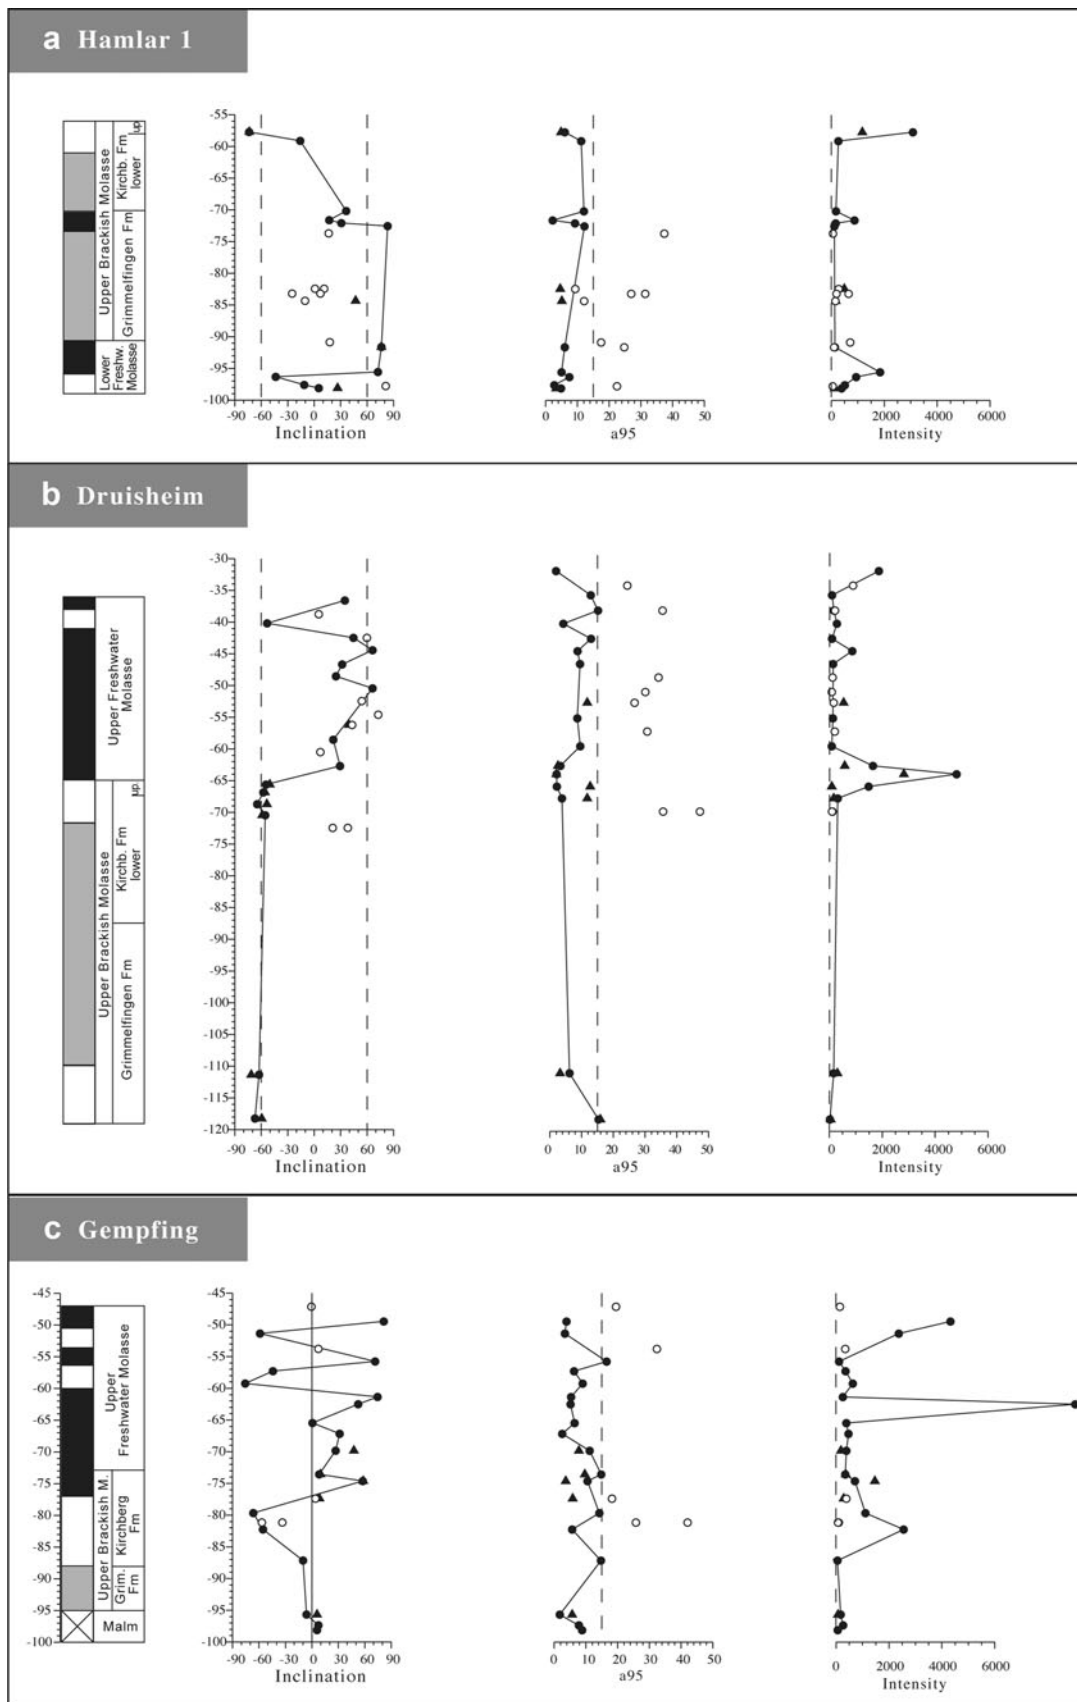 a Hamlar 1
Lower Freshw. Molasse
Upper Brackish Molasse
Grimmelfingen Fm
Kirchb. Fm lower
up
-55
-60
-65
-70
-75
-80
-85
-90
-95
-100
-90 -60 -30 0 30 60 90
Inclination
0 10 20 30 40 50
a95
0 2000 4000 6000
Intensity
b Druisheim
Upper Freshwater Molasse
Upper Brackish Molasse
up.
Kirchb. Fm lower
Grimmelfingen Fm
-30
-35
-40
-45
-50
-55
-60
-65
-70
-75
-80
-85
-90
-95
-100
-105
-110
-115
-120
-90 -60 -30 0 30 60 90
Inclination
0 10 20 30 40 50
a95
0 2000 4000 6000
Intensity
c Gempfing
-45
-50
-55
-60
-65
-70
-75
-80
-85
-90
-95
-100
Upper Freshwater Molasse
Upper Brackish M.
Kirchberg Fm
Grim. Fm
Malm
-90 -60 -30 0 30 60 90
Inclination
0 10 20 30 40 50
a95
0 2000 4000 6000
Intensity